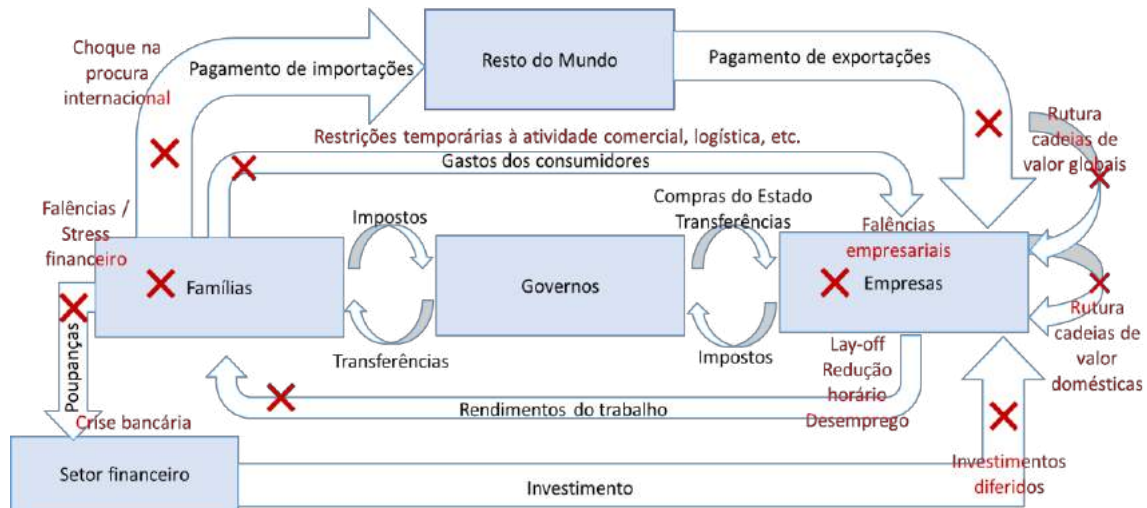 Choque na
procura
internacional
Pagamento de importações
Resto do Mundo
Pagamento de exportações
Rutura
cadeias de
valor globais
Restrições temporárias à atividade comercial, logística, etc.
Gastos dos consumidores
Falências /
Stress
financeiro
Impostos
Compras do Estado
Transferências
Falências
empresariais
Famílias
Governos
Empresas
Transferências
Impostos
Rutura
cadeias de
valor
domésticas
Lay-off
Redução
horário
Desemprego
Poupanças
Rendimentos do trabalho
Crise bancária
Setor financeiro
Investimento
Investimentos
diferidos